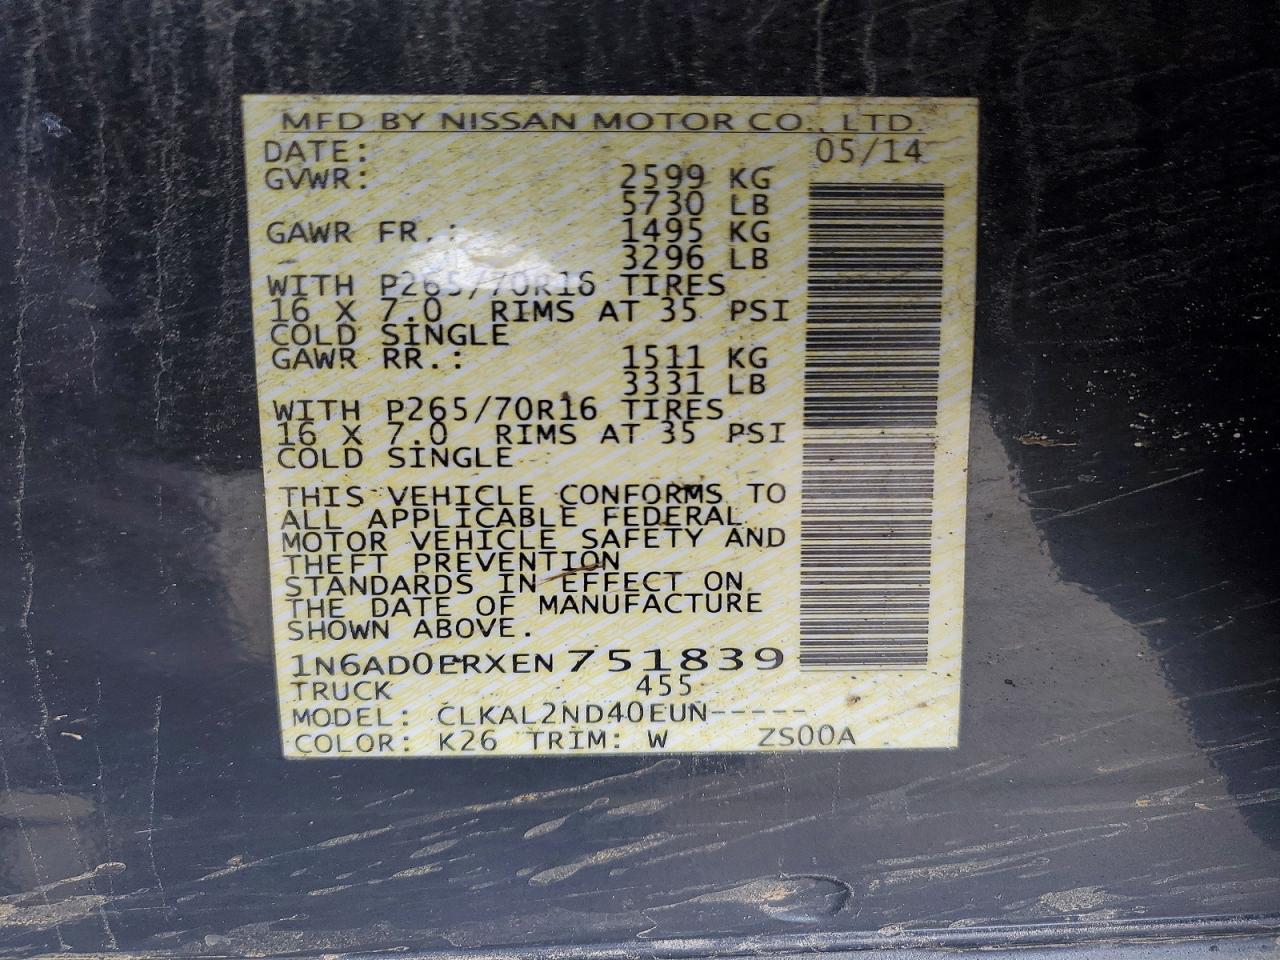 MFD BY NISSAN MOTOR CO., LTD.
DATE: 05/14
GVWR: 2599 KG
5730 LB
GAWR FR.: 1495 KG
3296 LB
WITH P265/70R16 TIRES
16 X 7.0 RIMS AT 35 PSI
COLD SINGLE
GAWR RR.: 1511 KG
3331 LB
WITH P265/70R16 TIRES
16 X 7.0 RIMS AT 35 PSI
COLD SINGLE
THIS VEHICLE CONFORMS TO
ALL APPLICABLE FEDERAL
MOTOR VEHICLE SAFETY AND
THEFT PREVENTION
STANDARDS IN EFFECT ON
THE DATE OF MANUFACTURE
SHOWN ABOVE.
1N6AD0ERXEN751839
TRUCK 455
MODEL: CLKAL2ND40EUN-----
COLOR: K26 TRIM: W ZS00A